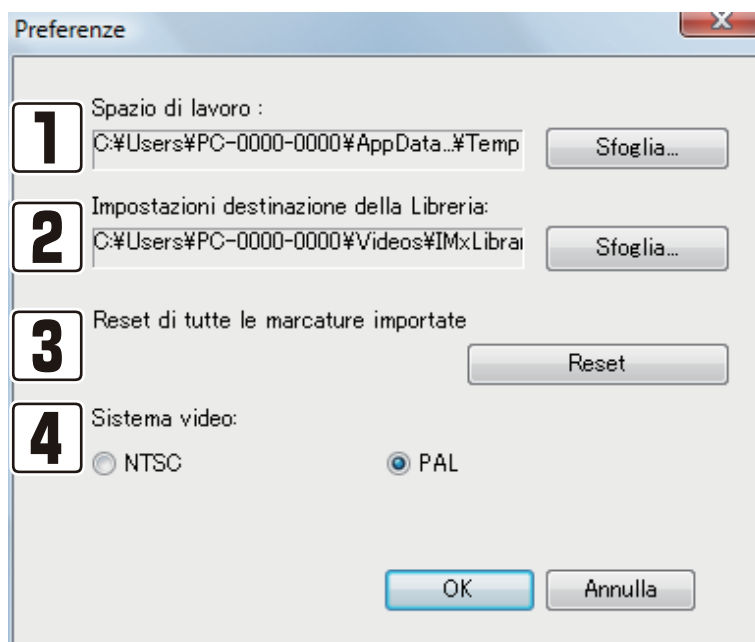 Preferenze
1
Spazio di lavoro :
C:¥Users¥PC-0000-0000¥AppData...¥Temp
Sfoglia...
2
Impostazioni destinazione della Libreria:
C:¥Users¥PC-0000-0000¥Videos¥IMxLibrar
Sfoglia...
3
Reset di tutte le marcature importate
Reset
4
Sistema video:
NTSC
PAL
OK
Annulla